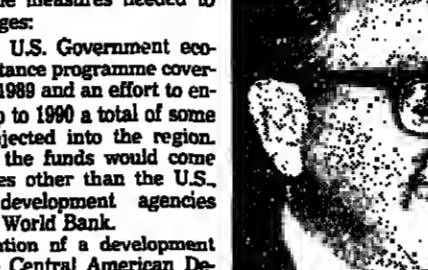 measures needed to
ges:
U.S. Government eco-
tance programme cover-
1989 and an effort to en-
p to 1990 a total of some
jected into the region.
the funds would come
es other than the U.S.,
development agencies
World Bank.
ation nf a development
Central American De-